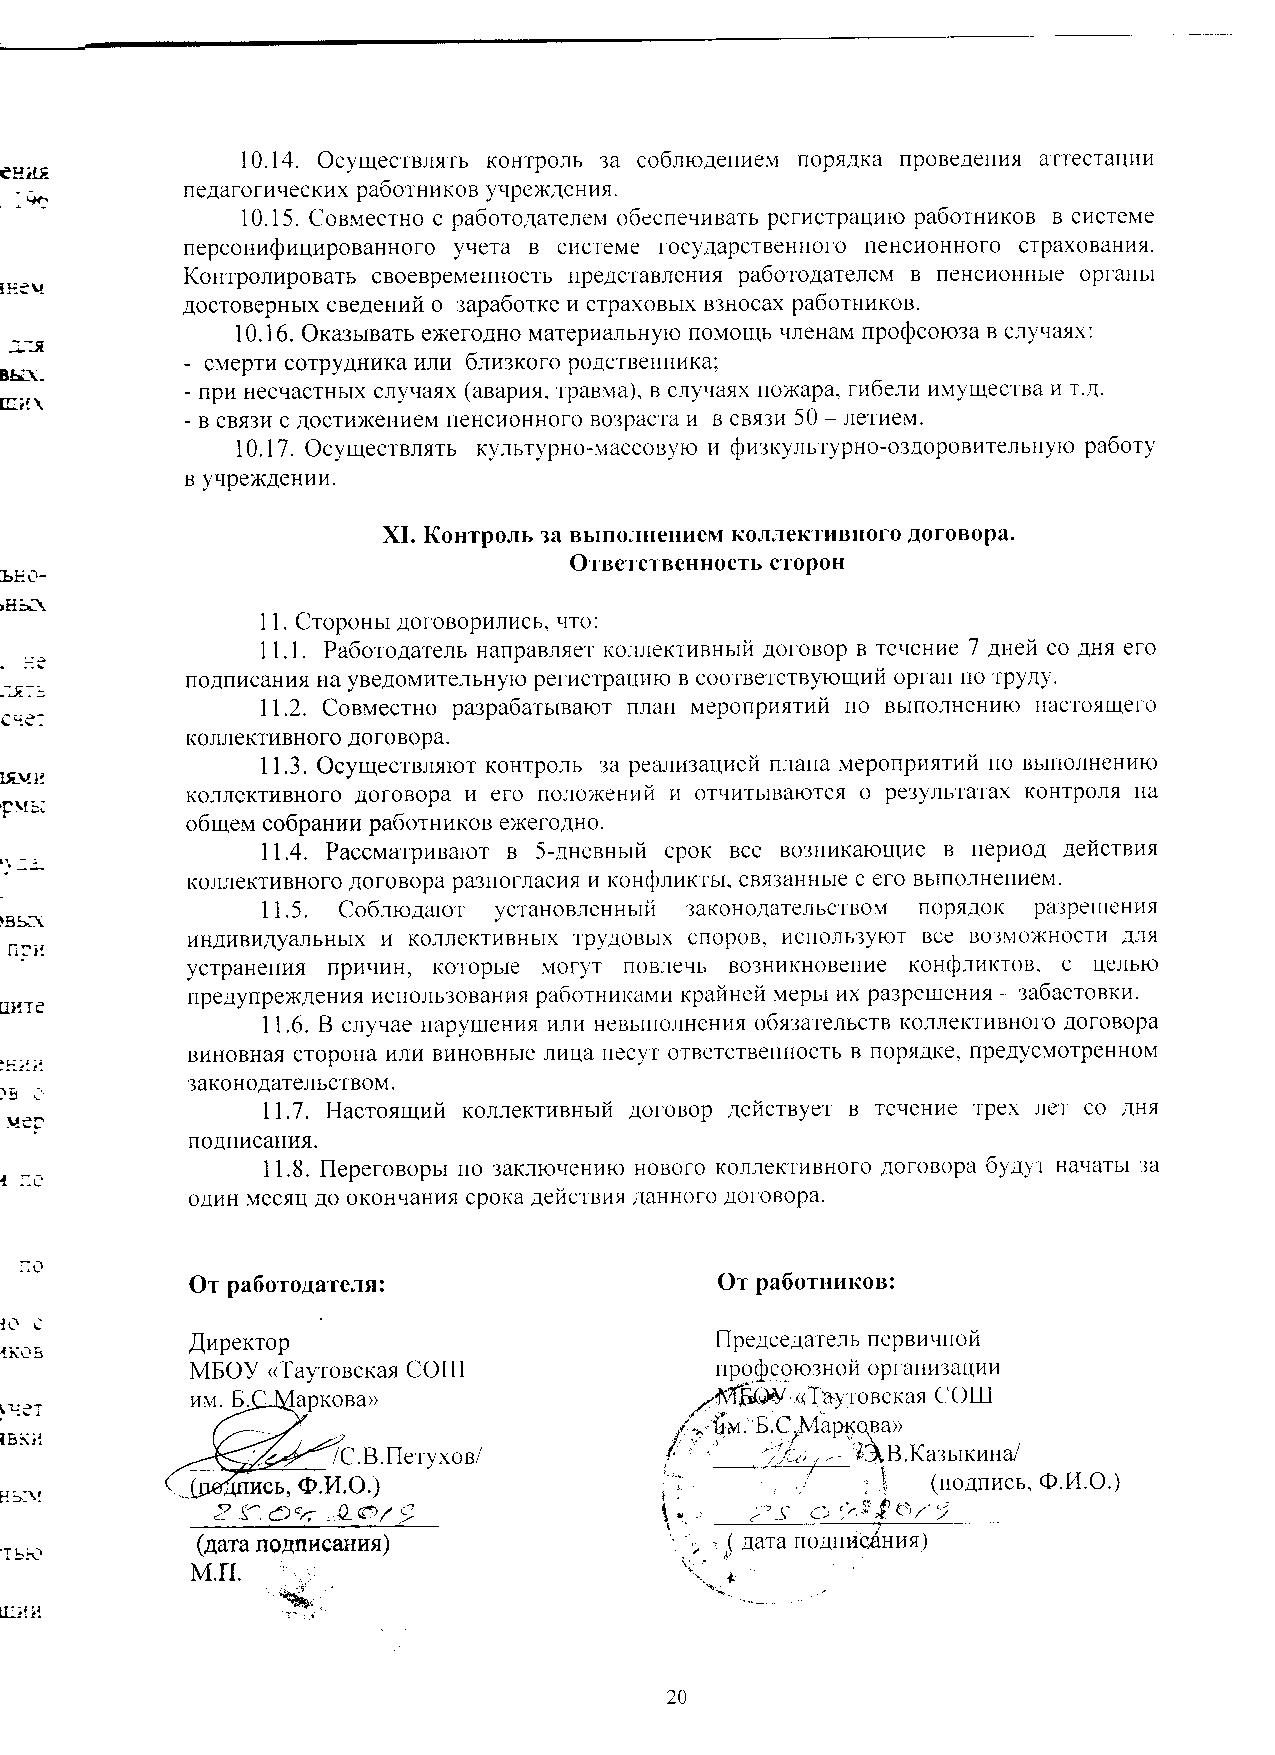 10.14. Осуществлять контроль за соблюдением порядка проведения аттестации
педагогических работников учреждения.
10.15. Совместно с работодателем обеспечивать регистрацию работников в системе
персонифицированного учета в системе государственного пенсионного страхования.
Контролировать своевременность представления работодателем в пенсионные органы
достоверных сведений о заработке и страховых взносах работников.
10.16. Оказывать ежегодно материальную помощь членам профсоюза в случаях:
- смерти сотрудника или близкого родственника;
- при несчастных случаях (авария, травма), в случаях пожара, гибели имущества и т.д.
- в связи с достижением пенсионного возраста и в связи 50 – летием.
10.17. Осуществлять культурно-массовую и физкультурно-оздоровительную работу
в учреждении.
XI. Контроль за выполнением коллективного договора.
Ответственность сторон
11. Стороны договорились, что:
11.1. Работодатель направляет коллективный договор в течение 7 дней со дня его
подписания на уведомительную регистрацию в соответствующий орган по труду.
11.2. Совместно разрабатывают план мероприятий по выполнению настоящего
коллективного договора.
11.3. Осуществляют контроль за реализацией плана мероприятий по выполнению
коллективного договора и его положений и отчитываются о результатах контроля на
общем собрании работников ежегодно.
11.4. Рассматривают в 5-дневный срок все возникающие в период действия
коллективного договора разногласия и конфликты, связанные с его выполнением.
11.5. Соблюдают установленный законодательством порядок разрешения
индивидуальных и коллективных трудовых споров, используют все возможности для
устранения причин, которые могут повлечь возникновение конфликтов, с целью
предупреждения использования работниками крайней меры их разрешения - забастовки.
11.6. В случае нарушения или невыполнения обязательств коллективного договора
виновная сторона или виновные лица несут ответственность в порядке, предусмотренном
законодательством.
11.7. Настоящий коллективный договор действует в течение трех лет со дня
подписания.
11.8. Переговоры по заключению нового коллективного договора будут начаты за
один месяц до окончания срока действия данного договора.
От работодателя:
Директор
МБОУ «Таутовская СОШ
им. Б.С.Маркова»
/С.В.Петухов/
(подпись, Ф.И.О.)
(дата подписания)
М.П.
От работников:
Председатель первичной
профсоюзной организации
МБОУ «Таутовская СОШ
им. Б.С.Маркова»
/Э.В.Казыкина/
(подпись, Ф.И.О.)
( дата подписания)
20